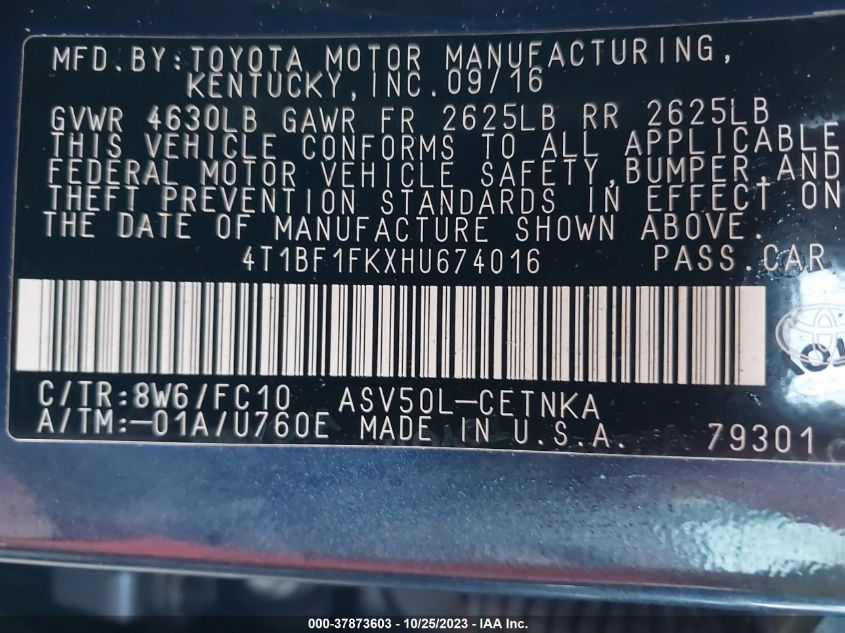 MFD.BY:TOYOTA MOTOR MANUFACTURING,
KENTUCKY,INC.09/16
GVWR 4630LB GAWR FR 2625LB RR 2625LB
THIS VEHICLE CONFORMS TO ALL APPLICABLE
FEDERAL MOTOR VEHICLE SAFETY,BUMPER,AND
THEFT PREVENTION STANDARDS IN EFFECT ON
THE DATE OF MANUFACTURE SHOWN ABOVE.
4T1BF1FKXHU674016 PASS.CAR
C/TR:8W6/FC10 ASV50L-CETNKA
A/TM:-01A/U760E MADE IN U.S.A. 79301
000-37873603 - 10/25/2023 - IAA Inc.